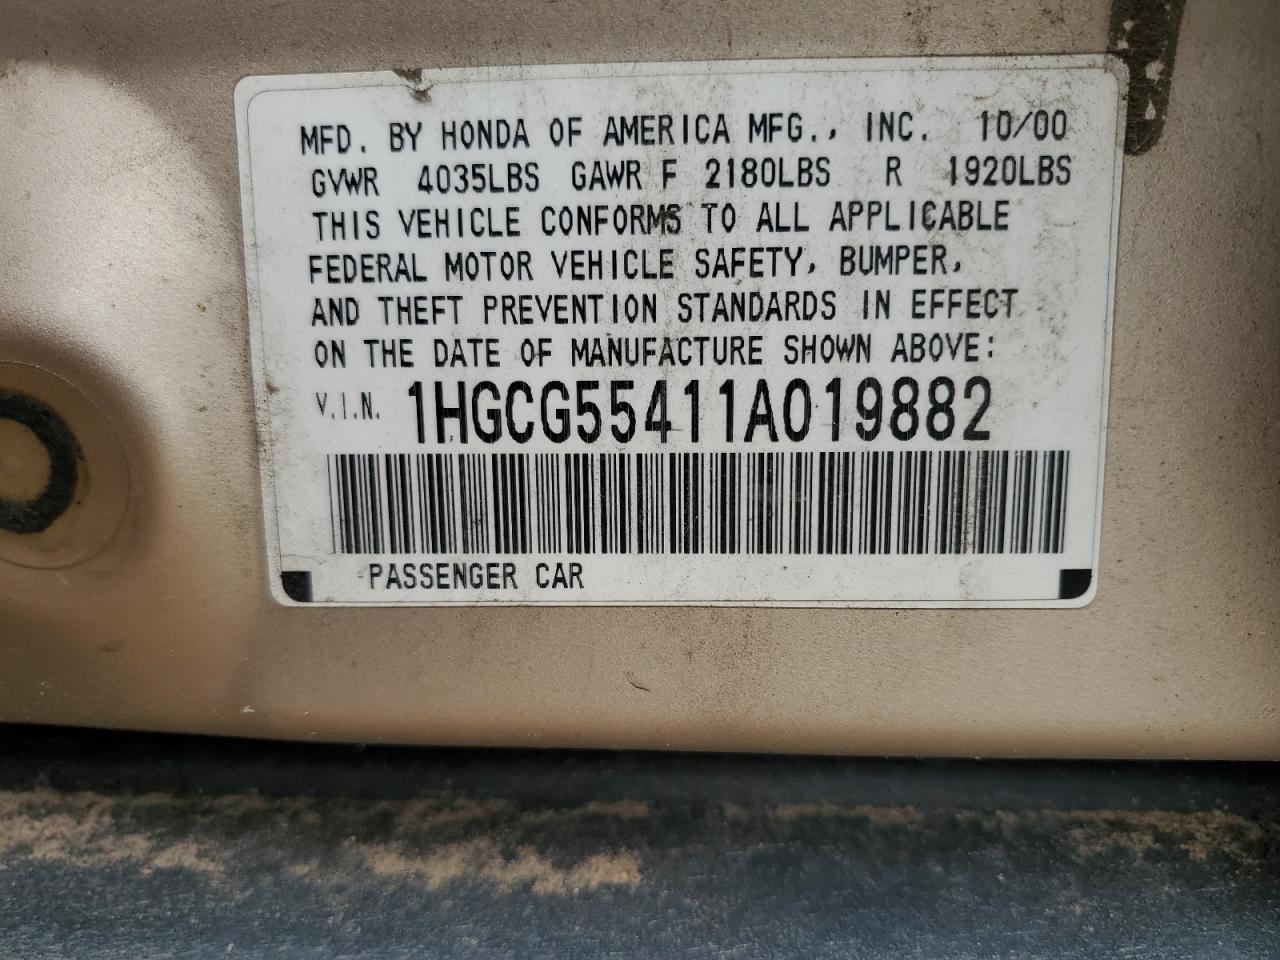 MFD. BY HONDA OF AMERICA MFG., INC. 10/00
GVWR 4035LBS GAWR F 2180LBS R 1920LBS
THIS VEHICLE CONFORMS TO ALL APPLICABLE
FEDERAL MOTOR VEHICLE SAFETY, BUMPER,
AND THEFT PREVENTION STANDARDS IN EFFECT
ON THE DATE OF MANUFACTURE SHOWN ABOVE:
V.I.N. 1HGCG55411A019882
PASSENGER CAR